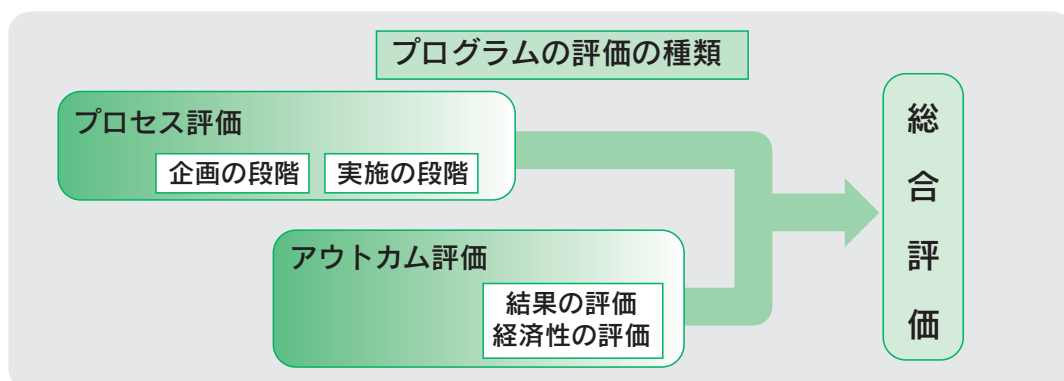 プログラムの評価の種類
プロセス評価
企画の段階
実施の段階
アウトカム評価
結果の評価
経済性の評価
総合評価